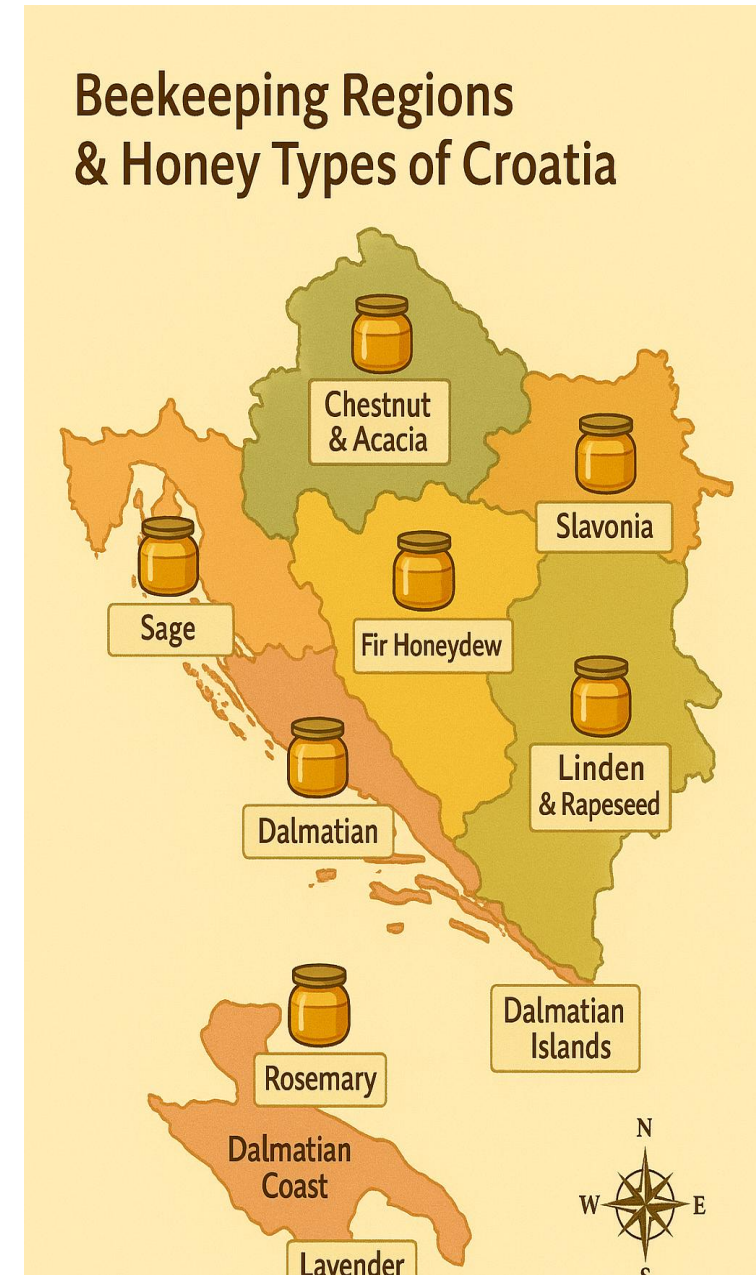 Beekeeping Regions
& Honey Types of Croatia
Chestnut
& Acacia
Slavonia
Sage
Fir Honeydew
Linden
& Rapeseed
Dalmatian
Dalmatian
Islands
Rosemary
Dalmatian
Coast
N
W
E
S
Lavender